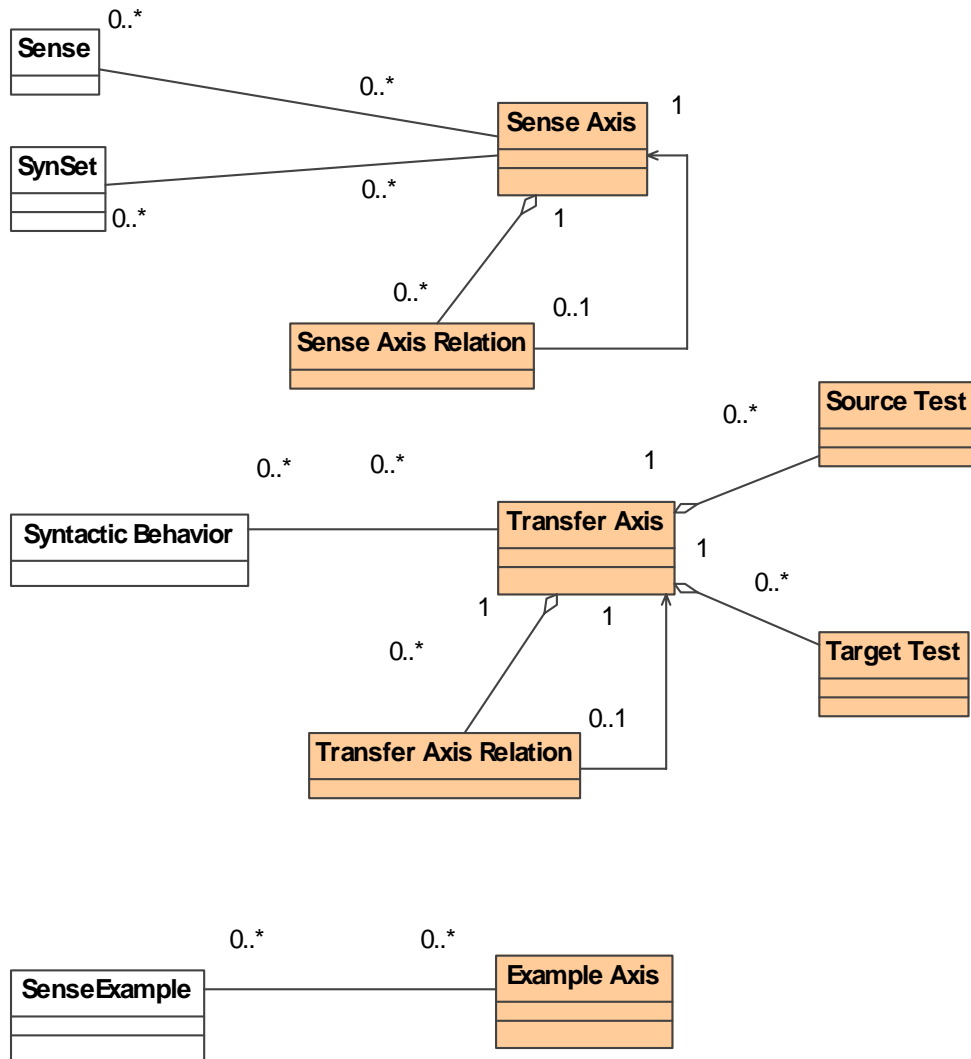 0..*
Sense
0..*
Sense Axis
1
SynSet
0..*
0..*
1
0..*
0..1
Sense Axis Relation
Source Test
0..*
0..*
0..*
1
Syntactic Behavior
Transfer Axis
1
0..*
1
1
0..*
Target Test
0..1
Transfer Axis Relation
0..*
0..*
SenseExample
Example Axis